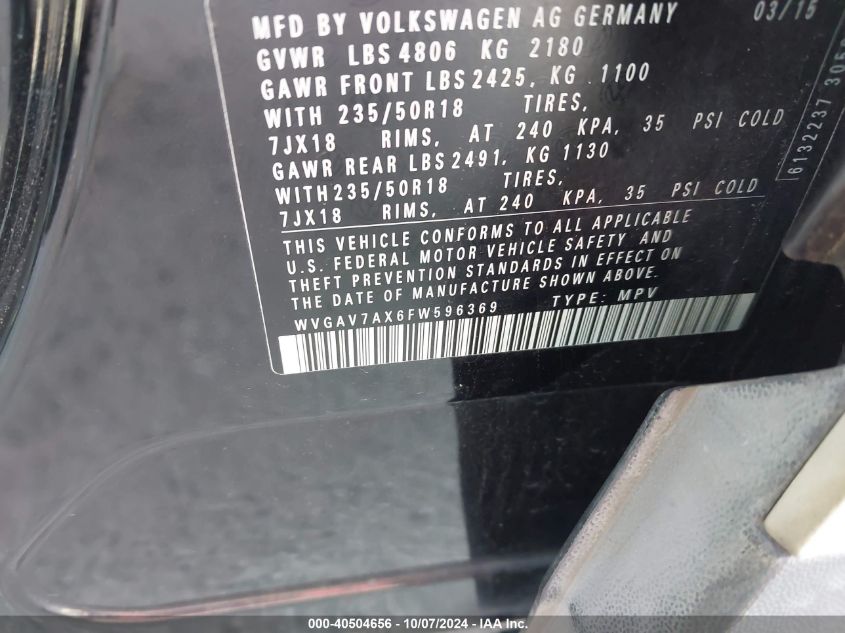 MFD BY VOLKSWAGEN AG GERMANY 03/15
GVWR LBS 4806 KG 2180
GAWR FRONT LBS 2425, KG 1100
WITH 235/50R18 TIRES,
7JX18 RIMS, AT 240 KPA, 35 PSI COLD
GAWR REAR LBS 2491, KG 1130
WITH 235/50R18 TIRES,
7JX18 RIMS, AT 240 KPA, 35 PSI COLD
THIS VEHICLE CONFORMS TO ALL APPLICABLE
U.S. FEDERAL MOTOR VEHICLE SAFETY AND
THEFT PREVENTION STANDARDS IN EFFECT ON
THE DATE OF MANUFACTURE SHOWN ABOVE.
WVGAV7AX6FW596369 TYPE: MPV
6132237
000-40504656 - 10/07/2024 - IAA Inc.